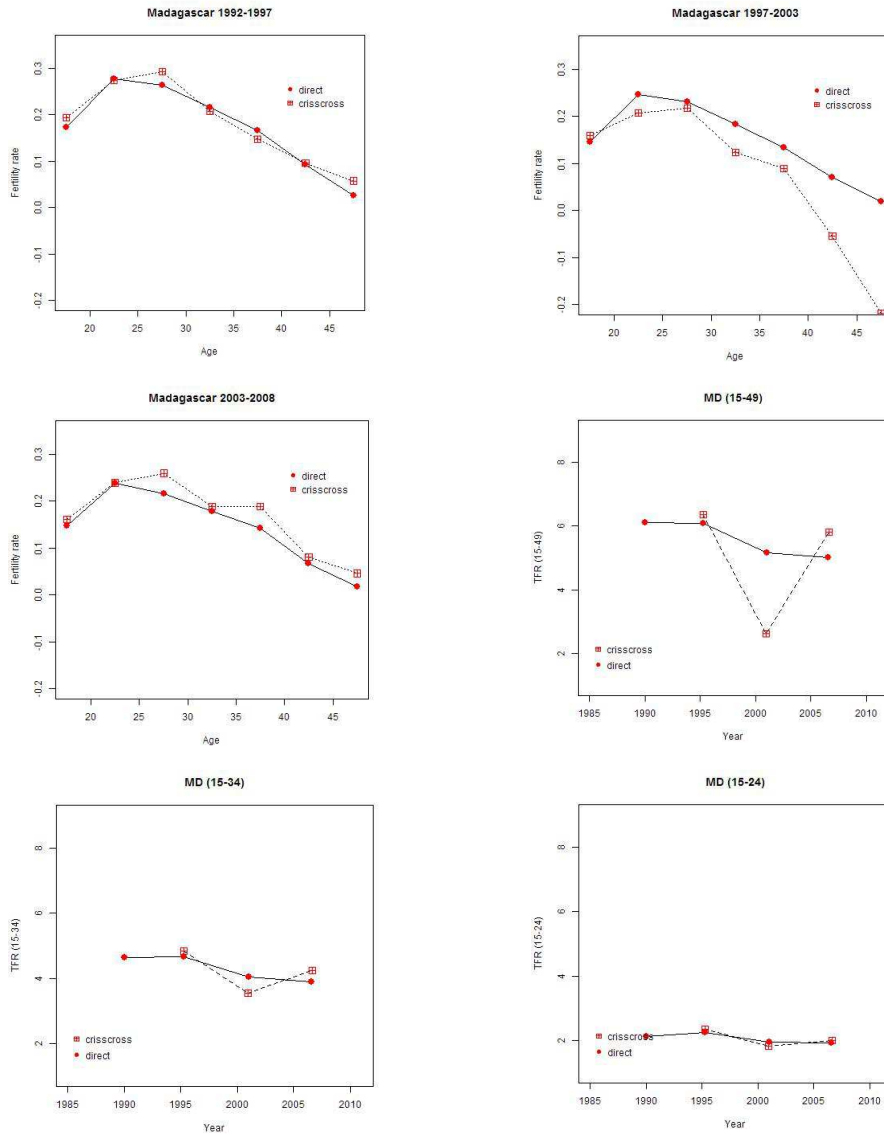 Madagascar 1992-1997
Fertility rate
0.3
0.2
0.1
0.0
-0.1
-0.2
direct
crisscross
20 25 30 35 40 45
Age
Madagascar 1997-2003
Fertility rate
0.3
0.2
0.1
0.0
-0.1
-0.2
direct
crisscross
20 25 30 35 40 45
Age
Madagascar 2003-2008
Fertility rate
0.3
0.2
0.1
0.0
-0.1
-0.2
direct
crisscross
20 25 30 35 40 45
Age
MD (15-49)
TFR (15-49)
8
6
4
2
crisscross
direct
1985 1990 1995 2000 2005 2010
Year
MD (15-34)
TFR (15-34)
8
6
4
2
crisscross
direct
1985 1990 1995 2000 2005 2010
Year
MD (15-24)
TFR (15-24)
8
6
4
2
crisscross
direct
1985 1990 1995 2000 2005 2010
Year